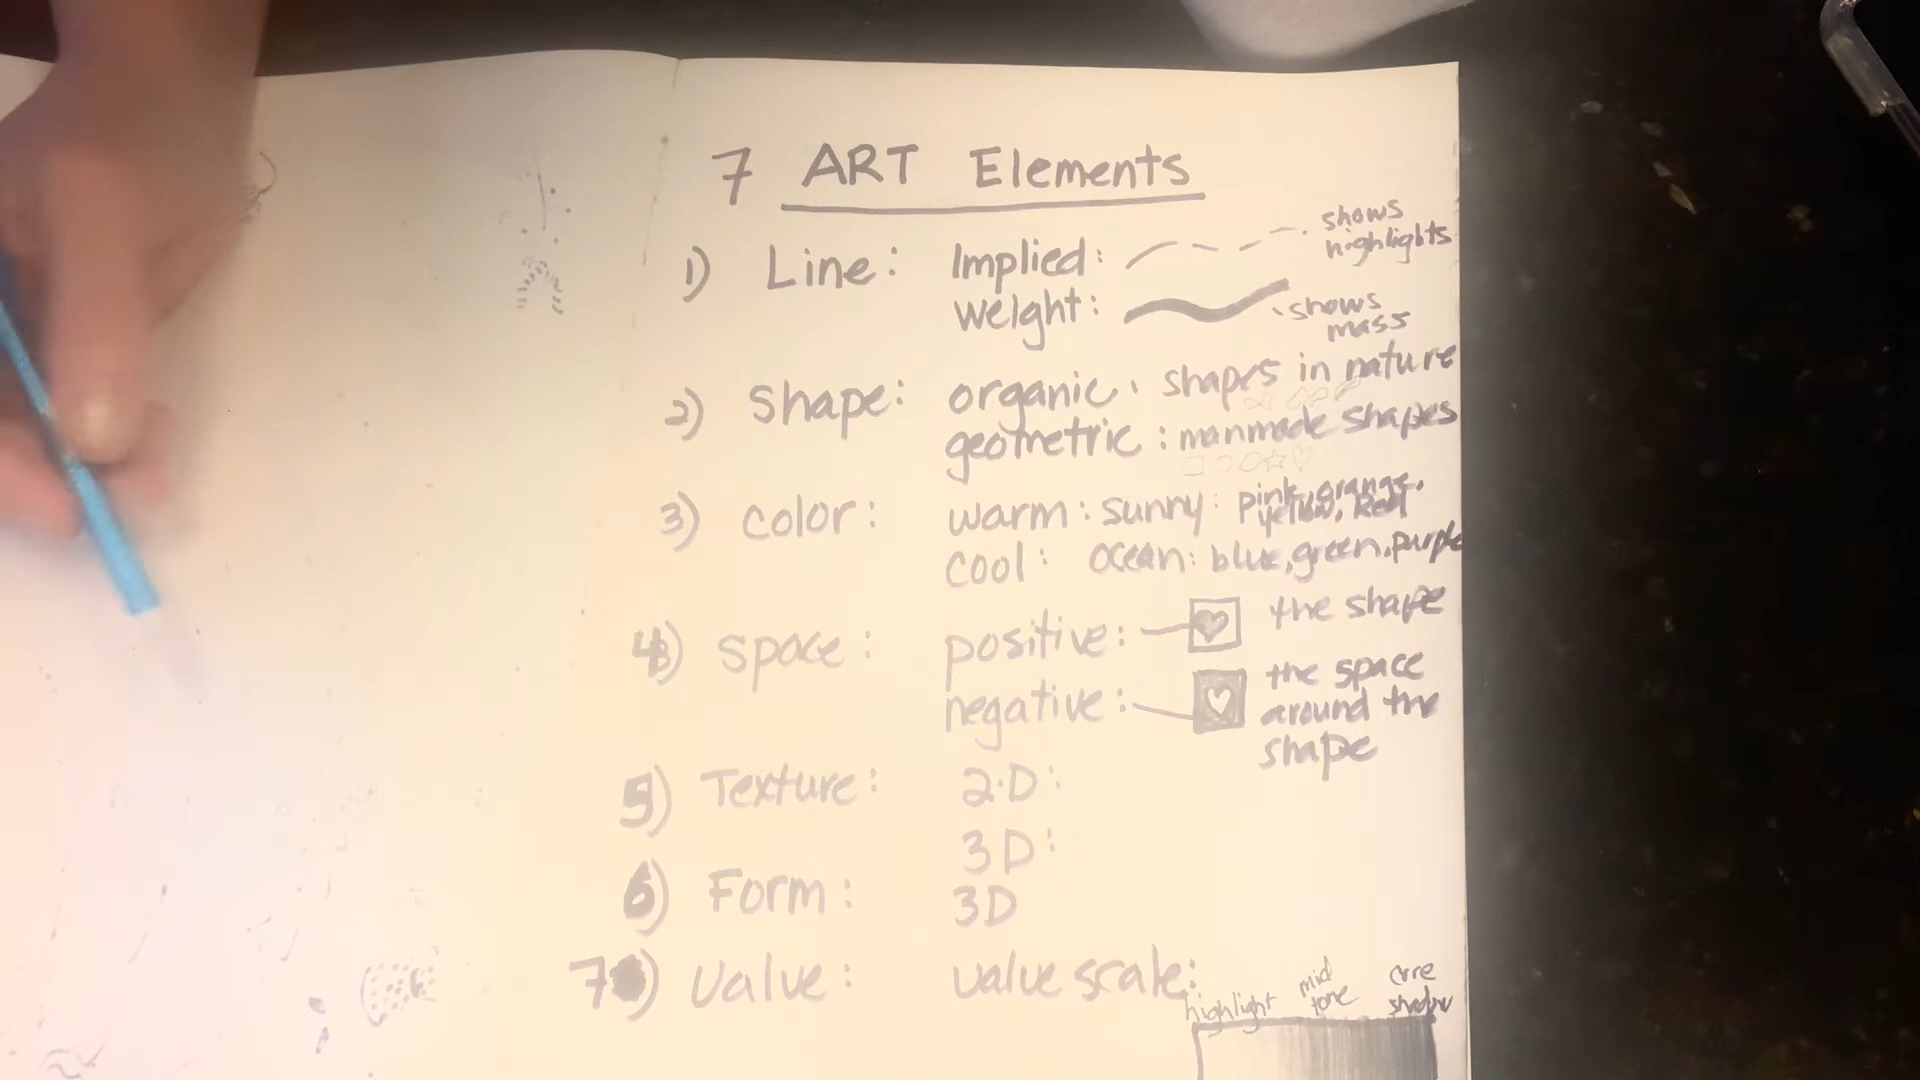 7 ART Elements
1) Line: Implied: shows highlights
weight: shows mass
2) shape: organic: shapes in nature
geometric: manmade shapes
3) color: warm: sunny: pink, orange, yellow, Red
cool: ocean: blue, green, purple
4) space: positive: the shape
negative: the space around the shape
5) Texture: 2-D:
3D:
6) Form: 3D
7) value: value scale:
highlight mid tone core shadow